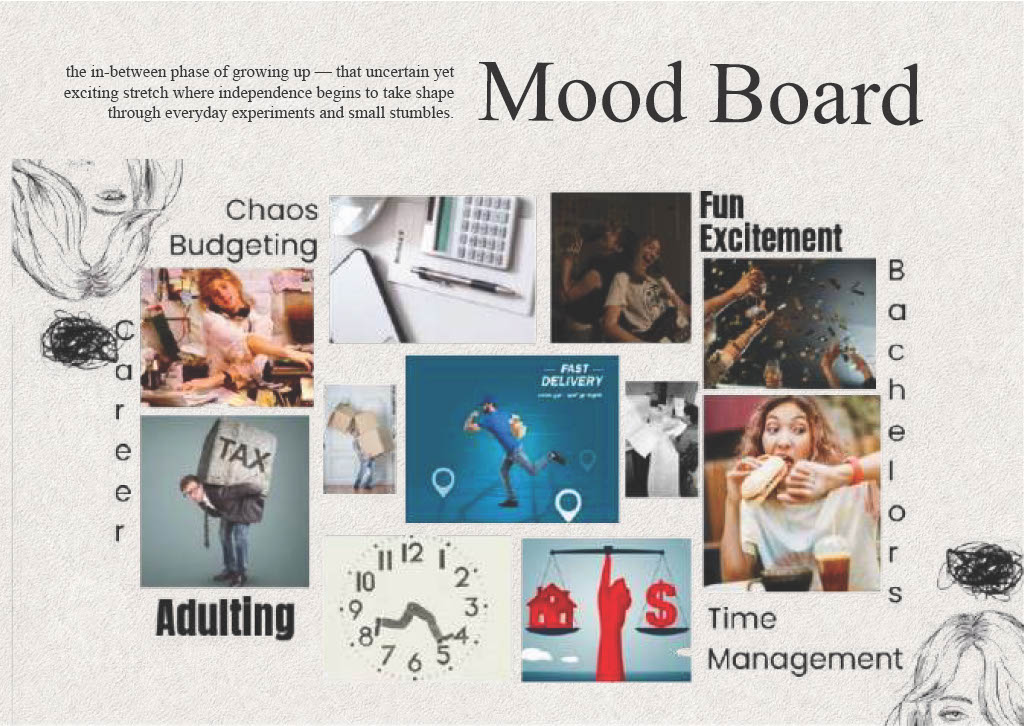 the in-between phase of growing up — that uncertain yet
exciting stretch where independence begins to take shape
through everyday experiments and small stumbles.
Mood Board
Chaos
Budgeting
Fun
Excitement
Career
Bachelors
FAST
DELIVERY
TAX
12
1
2
3
4
5
6
7
8
9
10
11
$
Adulting
Time
Management